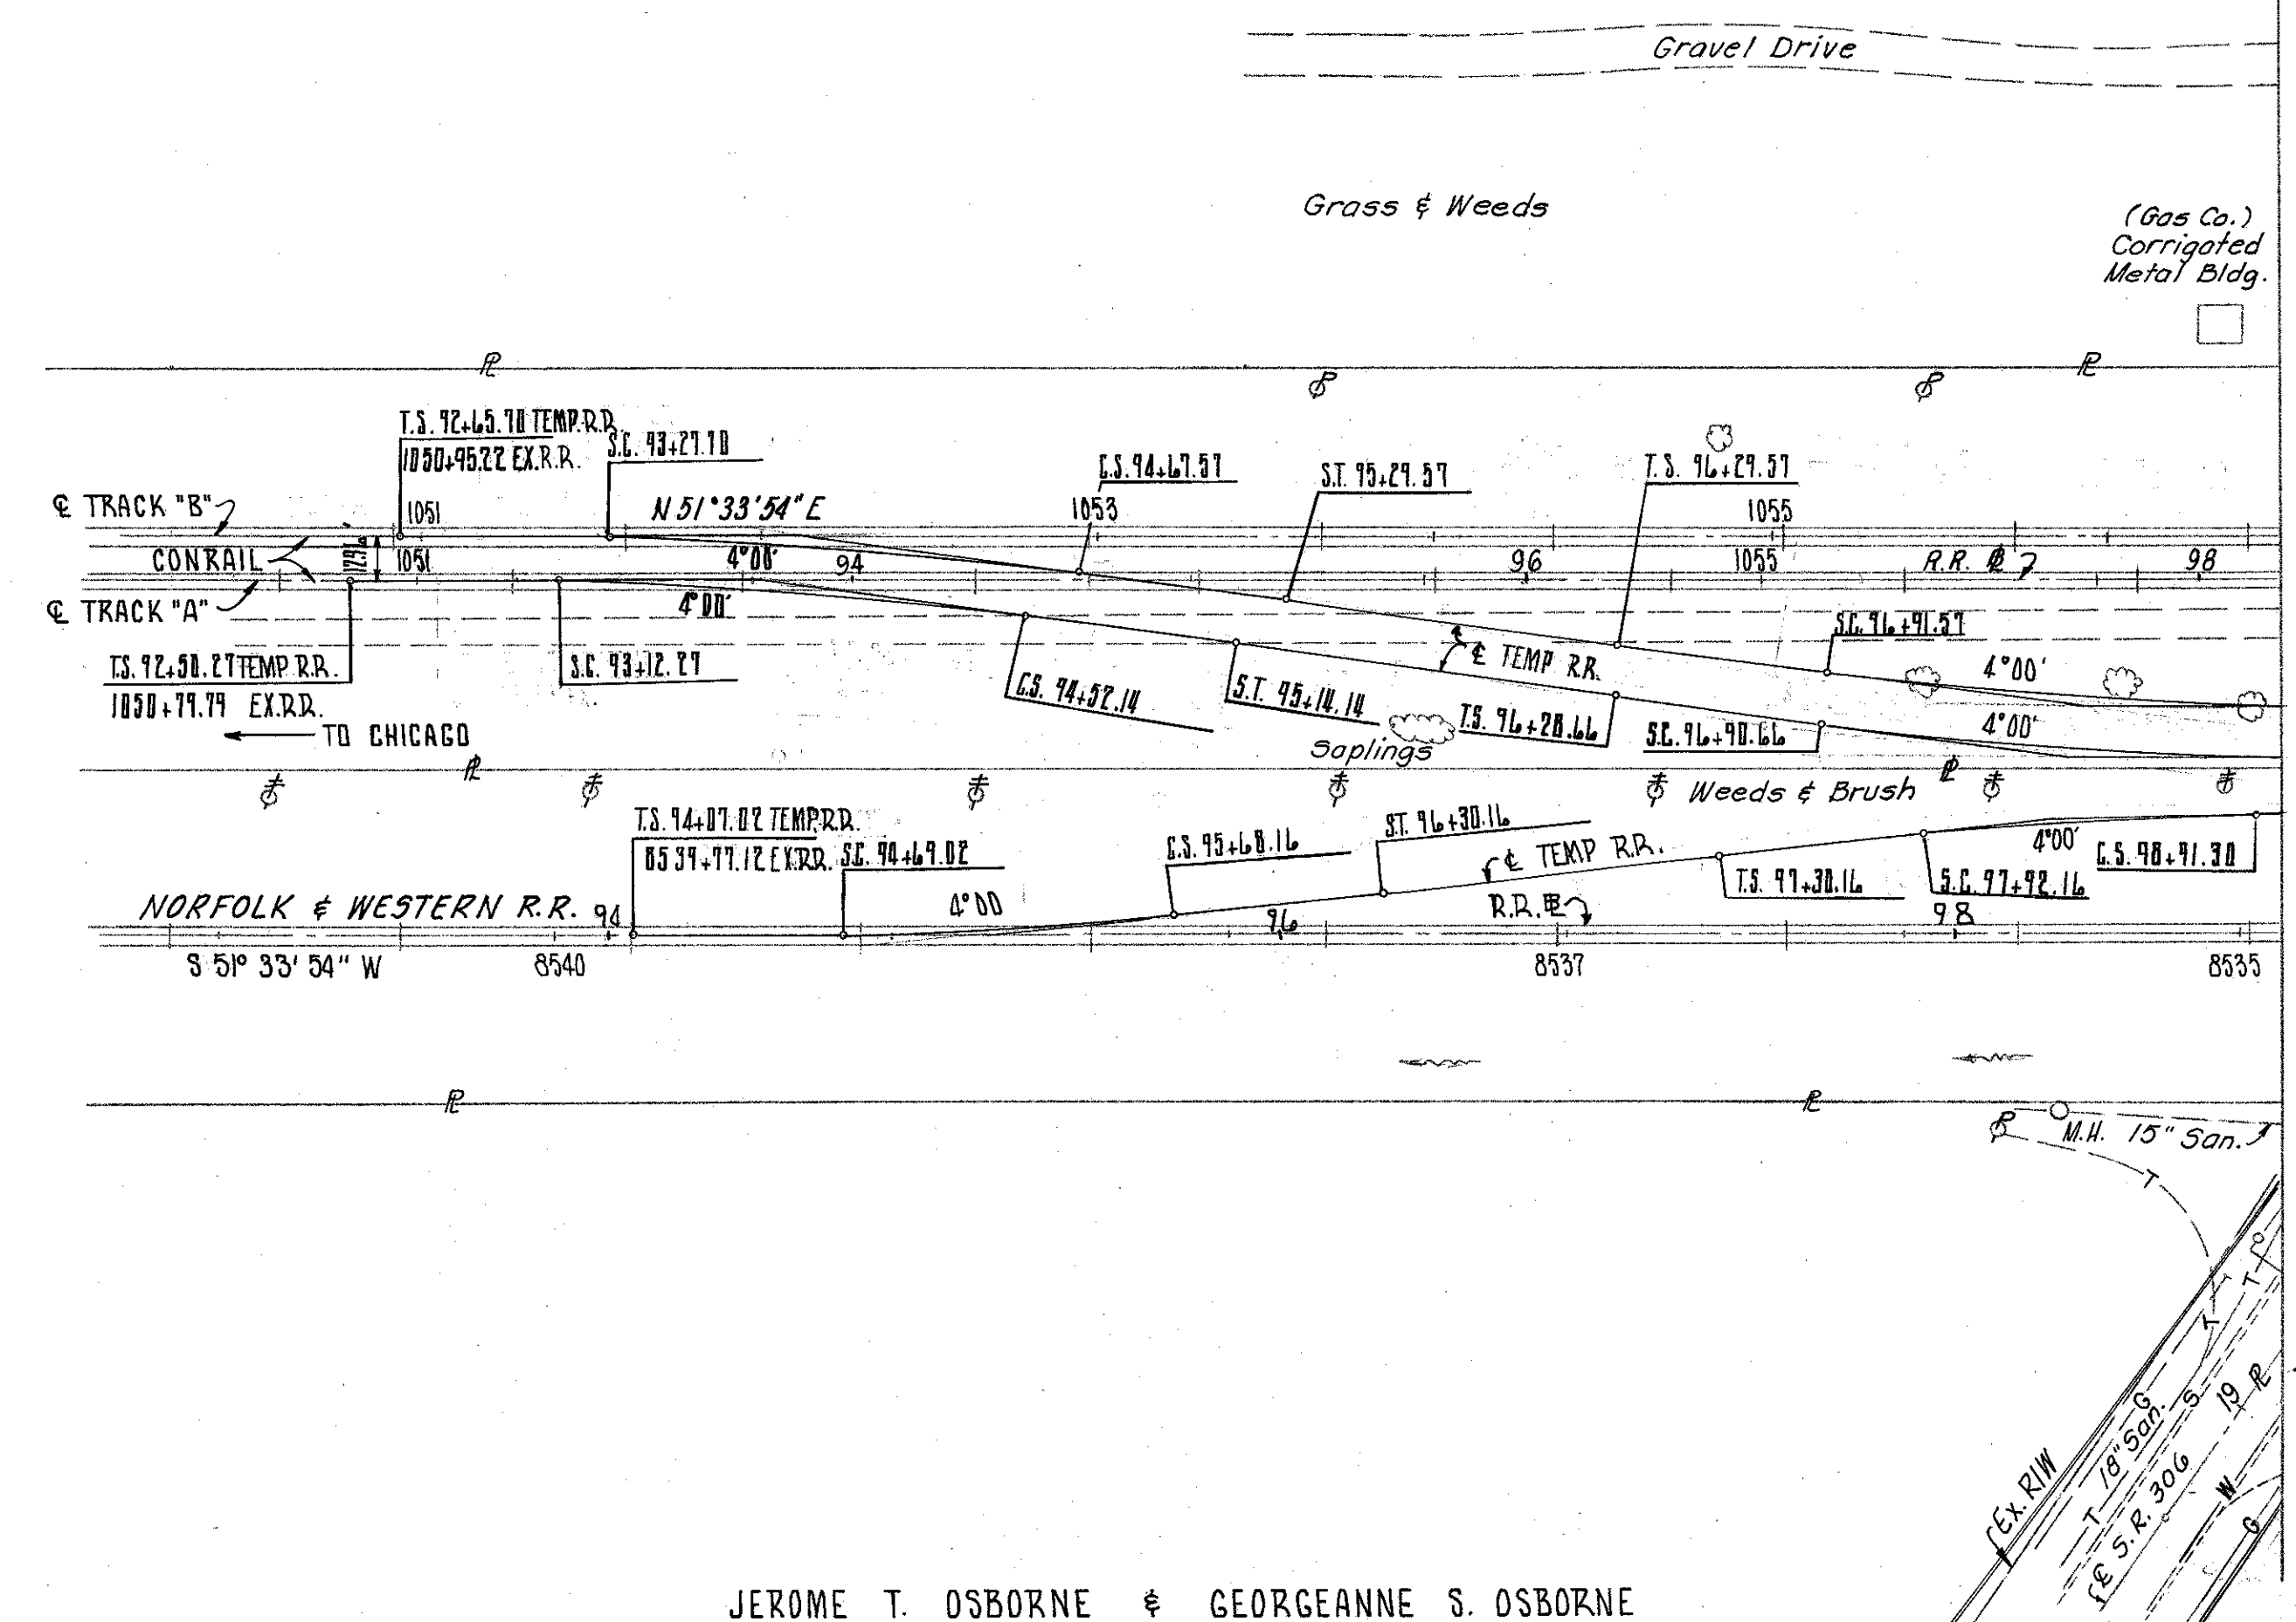 Gravel Drive
Grass & Weeds
(Gas Co.)
Corrigated
Metal Bldg.
T.S. 92+65.70 TEMP.R.R.
1050+95.22 EX.R.R.
S.C. 93+27.70
C.S. 94+67.57
S.T. 95+29.57
T.S. 96+29.57
℄ TRACK "B"
1051
N 51°33'54" E
1053
1055
CONRAIL
12.91
1051
4°00'
94
96
1055
R.R. ℄
98
℄ TRACK "A"
4°00'
S.C. 96+91.57
T.S. 92+50.27 TEMP R.R.
1050+79.79 EX.R.R.
S.C. 93+12.27
C.S. 94+52.14
S.T. 95+14.14
℄ TEMP R.R.
T.S. 96+28.66
S.C. 96+90.66
4°00'
4°00'
TO CHICAGO
Saplings
Weeds & Brush
T.S. 94+07.02 TEMP.R.R.
8539+77.12 EX.R.R.
S.C. 94+69.02
C.S. 95+68.16
S.T. 96+30.16
℄ TEMP R.R.
T.S. 97+30.16
S.C. 97+92.16
4°00'
C.S. 98+91.30
NORFOLK & WESTERN R.R.
94
4°00
96
R.R. ℄
98
S 51° 33' 54" W
8540
8537
8535
M.H. 15" San.
T
T
T
Ex. R/W
G
18" San.
S
19
T
℄ S.R. 306
W
G
JEROME T. OSBORNE & GEORGEANNE S. OSBORNE